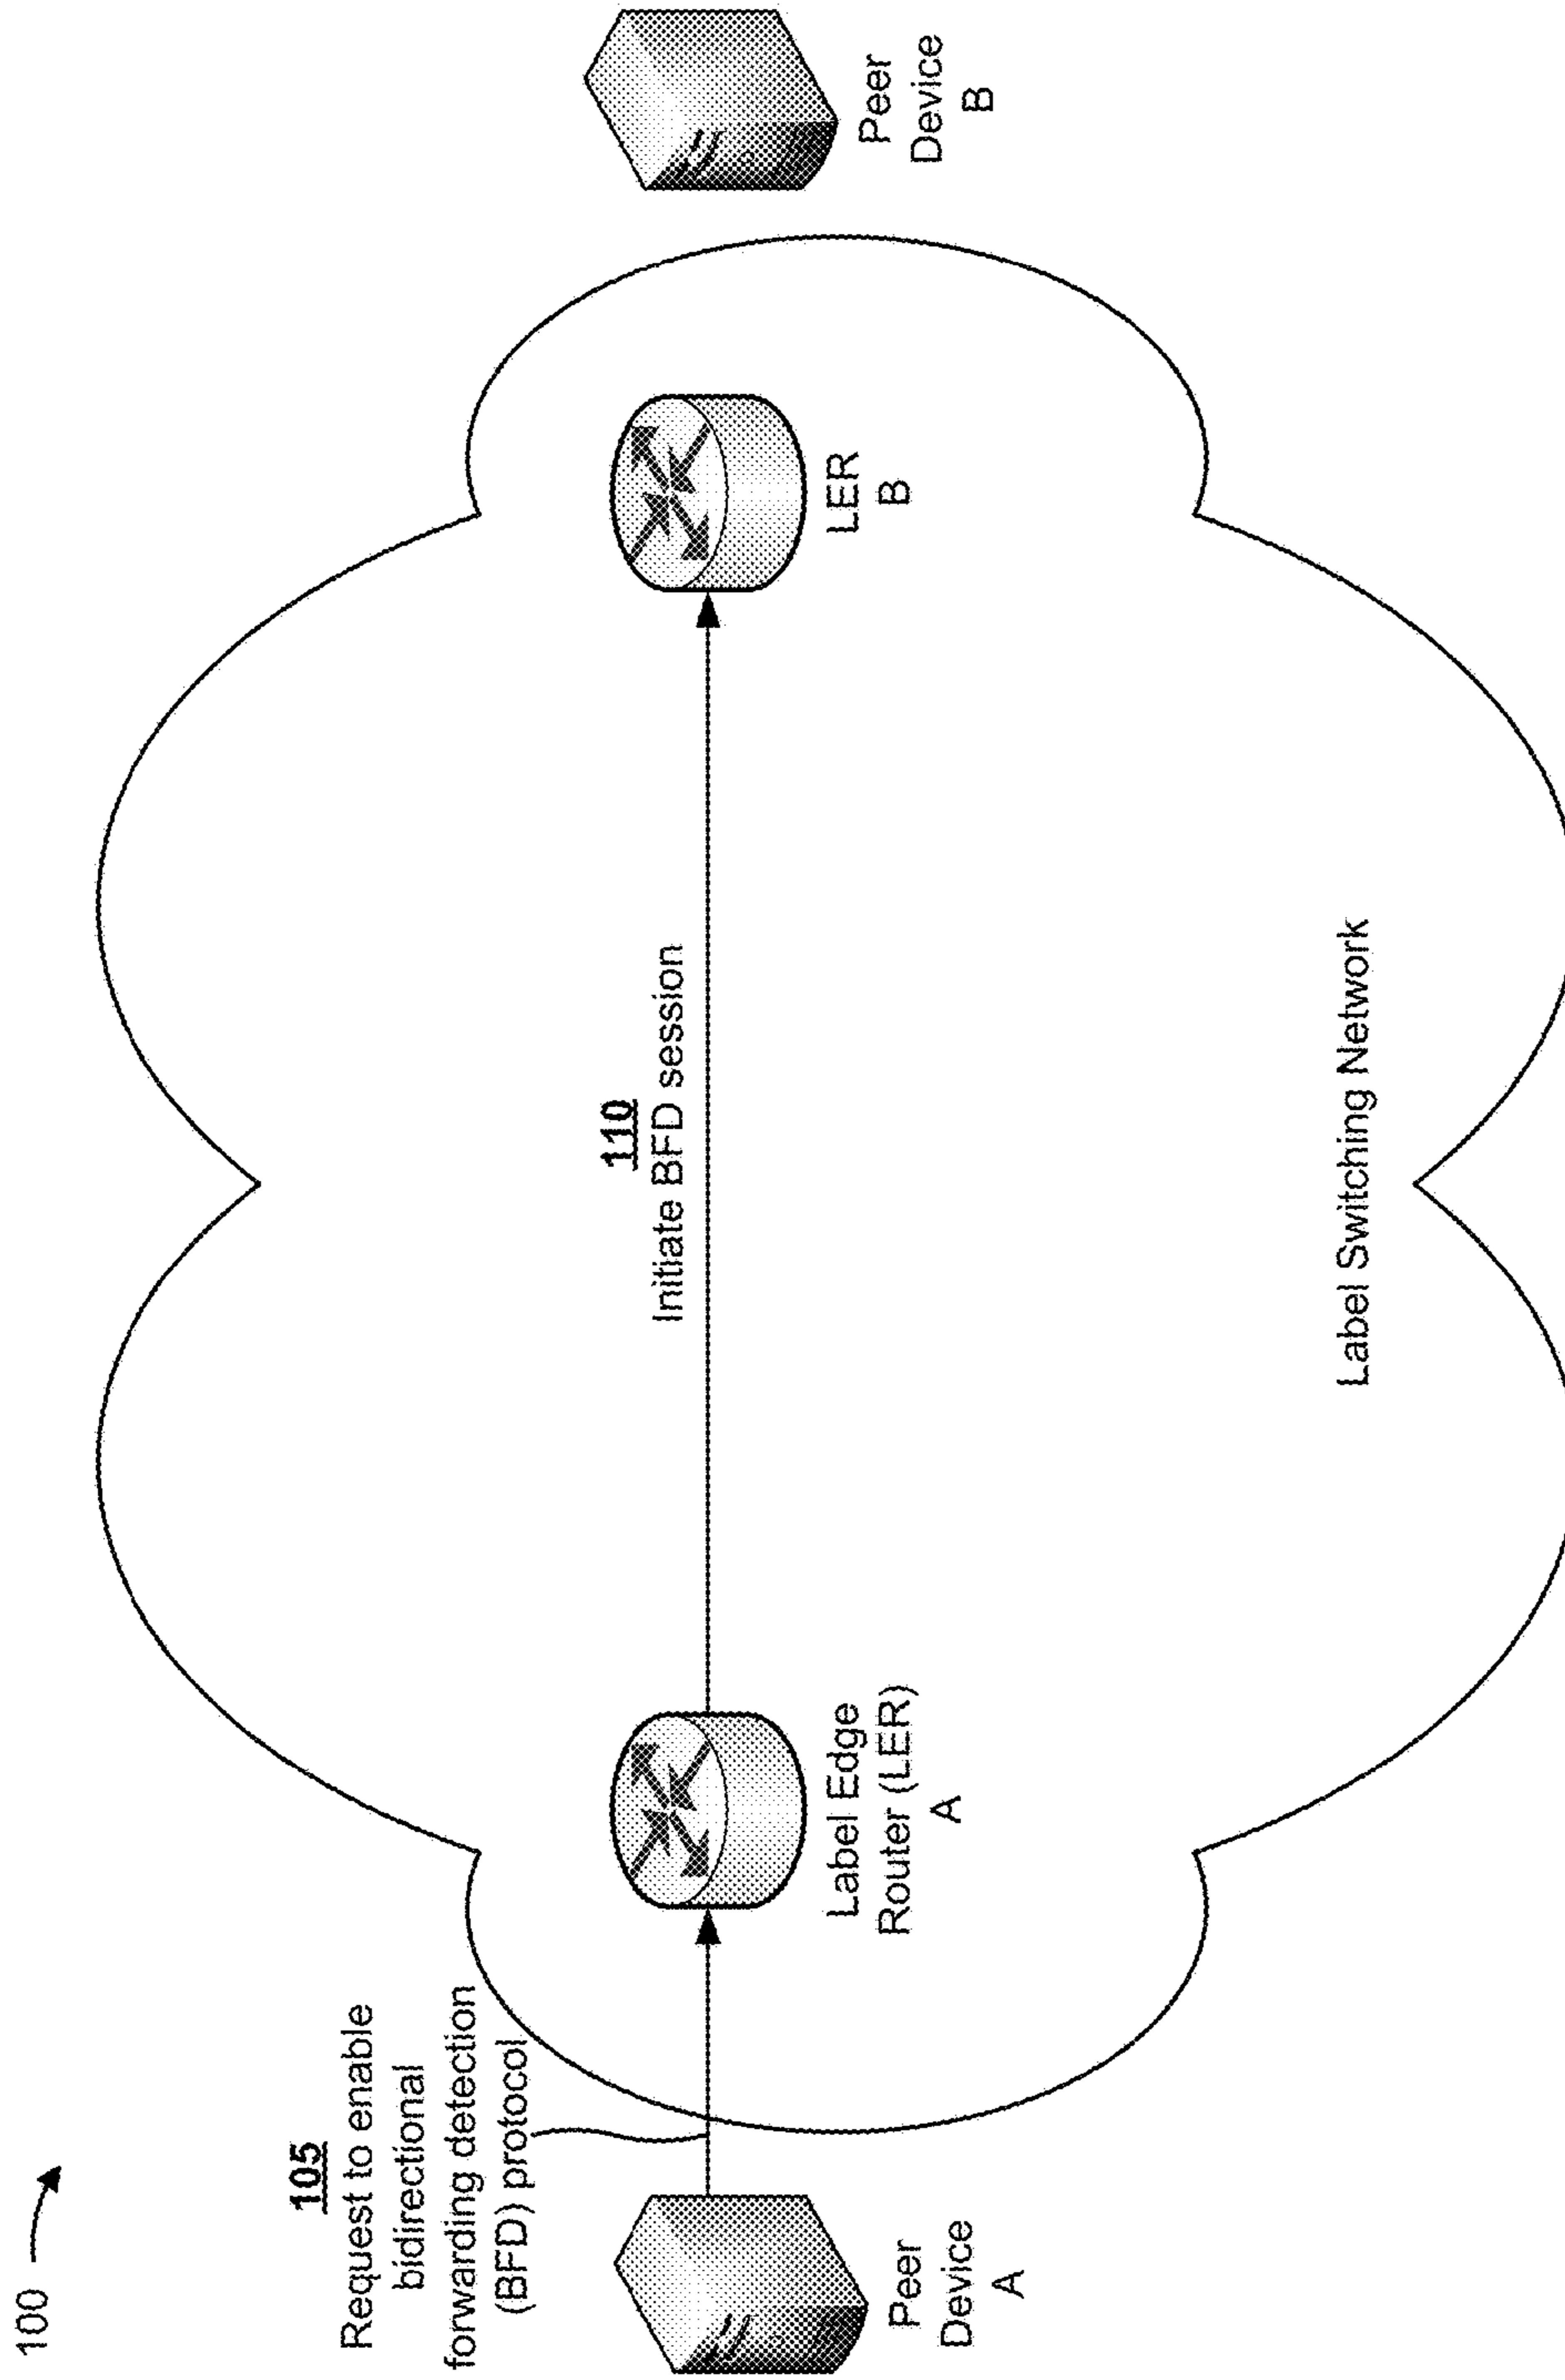 100
105
Request to enable
bidirectional
forwarding detection
(BFD) protocol
Peer
Device
A
Label Edge
Router (LER)
A
110
Initiate BFD session
LER
B
Peer
Device
B
Label Switching Network